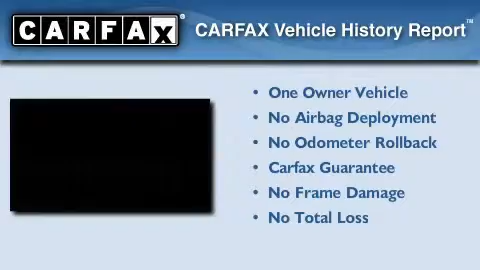 CARFAX® CARFAX Vehicle History Report™
• One Owner Vehicle
• No Airbag Deployment
• No Odometer Rollback
• Carfax Guarantee
• No Frame Damage
• No Total Loss